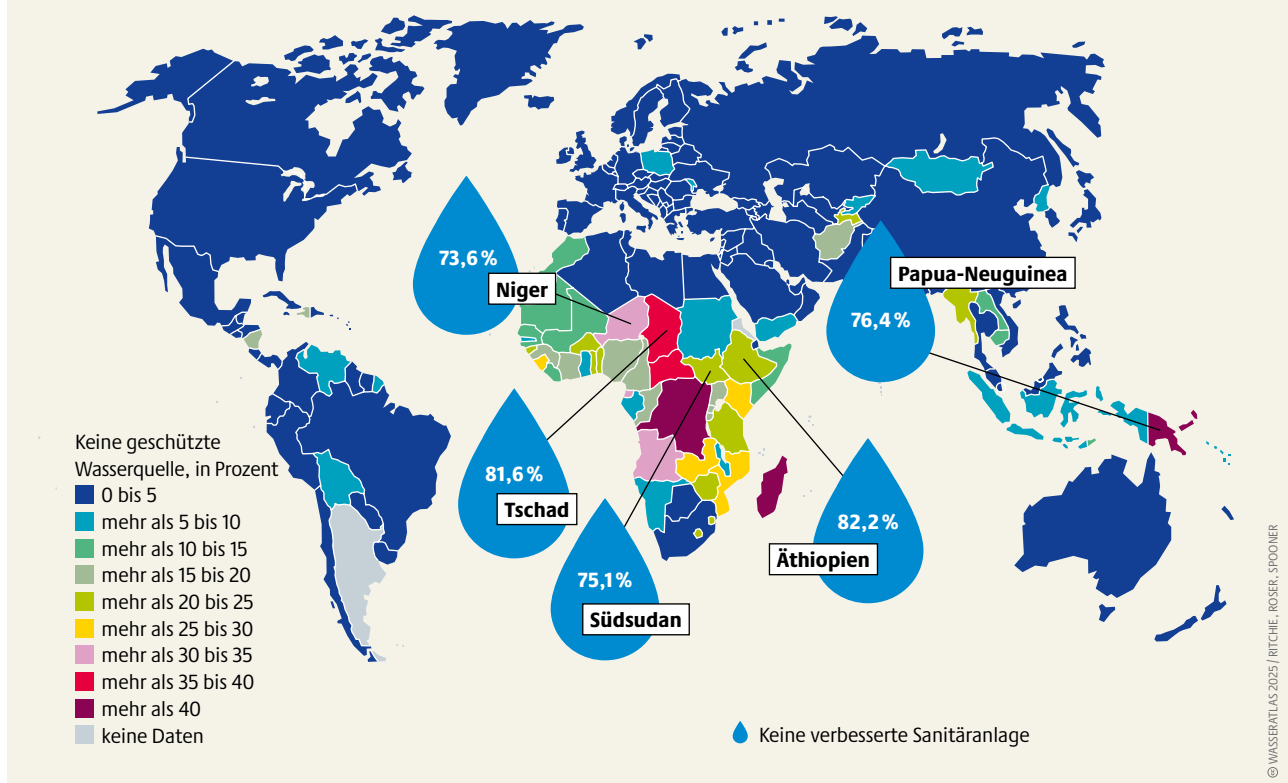 73,6 %
Niger
Papua-Neuguinea
76,4 %
81,6 %
Tschad
82,2 %
Äthiopien
75,1 %
Südsudan
Keine geschützte
Wasserquelle, in Prozent
0 bis 5
mehr als 5 bis 10
mehr als 10 bis 15
mehr als 15 bis 20
mehr als 20 bis 25
mehr als 25 bis 30
mehr als 30 bis 35
mehr als 35 bis 40
mehr als 40
keine Daten
Keine verbesserte Sanitäranlage
© WASSERATLAS 2025 / RITCHIE, ROSER, SPOONER